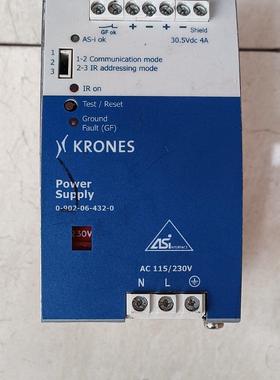 GF ok + - + - Shield
AS-i ok 30.5Vdc 4A
1
2
3
1-2 Communication mode
2-3 IR addressing mode
IR on
Test / Reset
Ground
Fault (GF)
KRONES
Power
Supply
0-902-06-432-0
230V
ASi
INTERFACE
AC 115/230V
N L